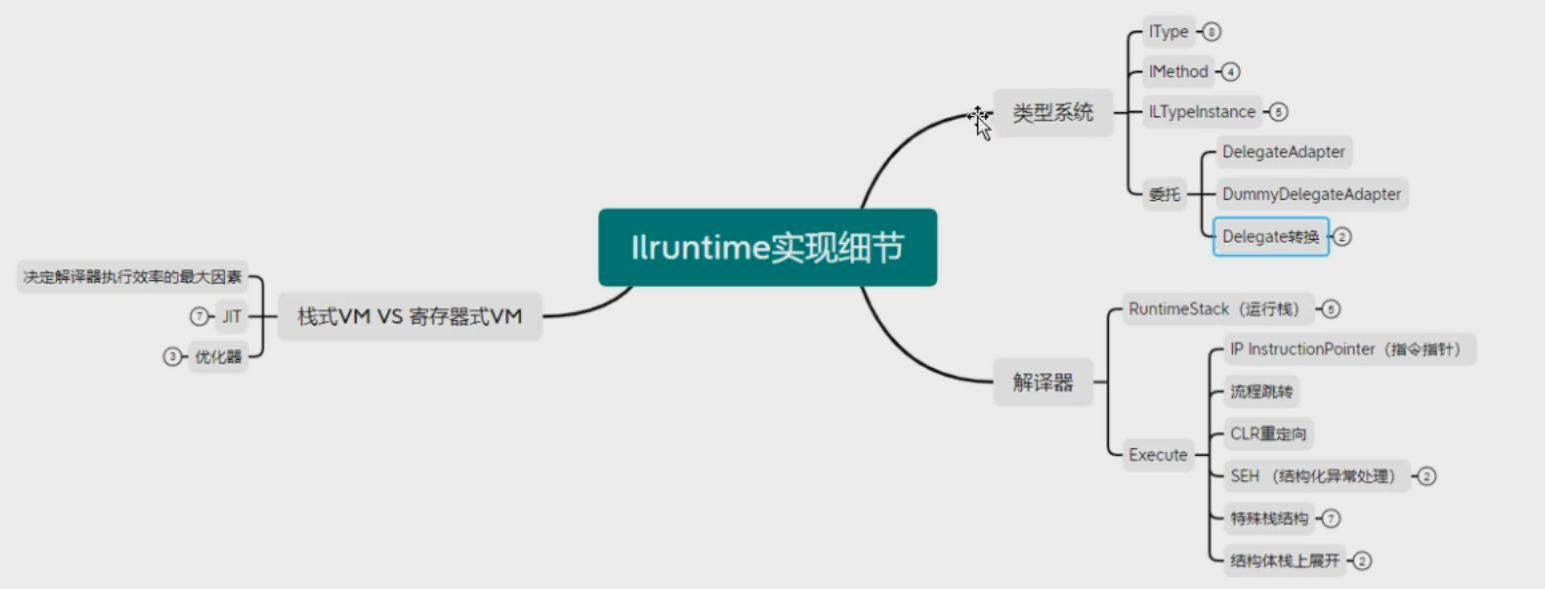 Ilruntime实现细节
类型系统
IType
8
IMethod
4
ILTypeInstance
5
委托
DelegateAdapter
DummyDelegateAdapter
Delegate转换
2
解译器
RuntimeStack（运行栈）
5
Execute
IP InstructionPointer（指令指针）
流程跳转
CLR重定向
SEH （结构化异常处理）
2
特殊栈结构
7
结构体栈上展开
2
栈式VM VS 寄存器式VM
决定解译器执行效率的最大因素
JIT
7
优化器
3